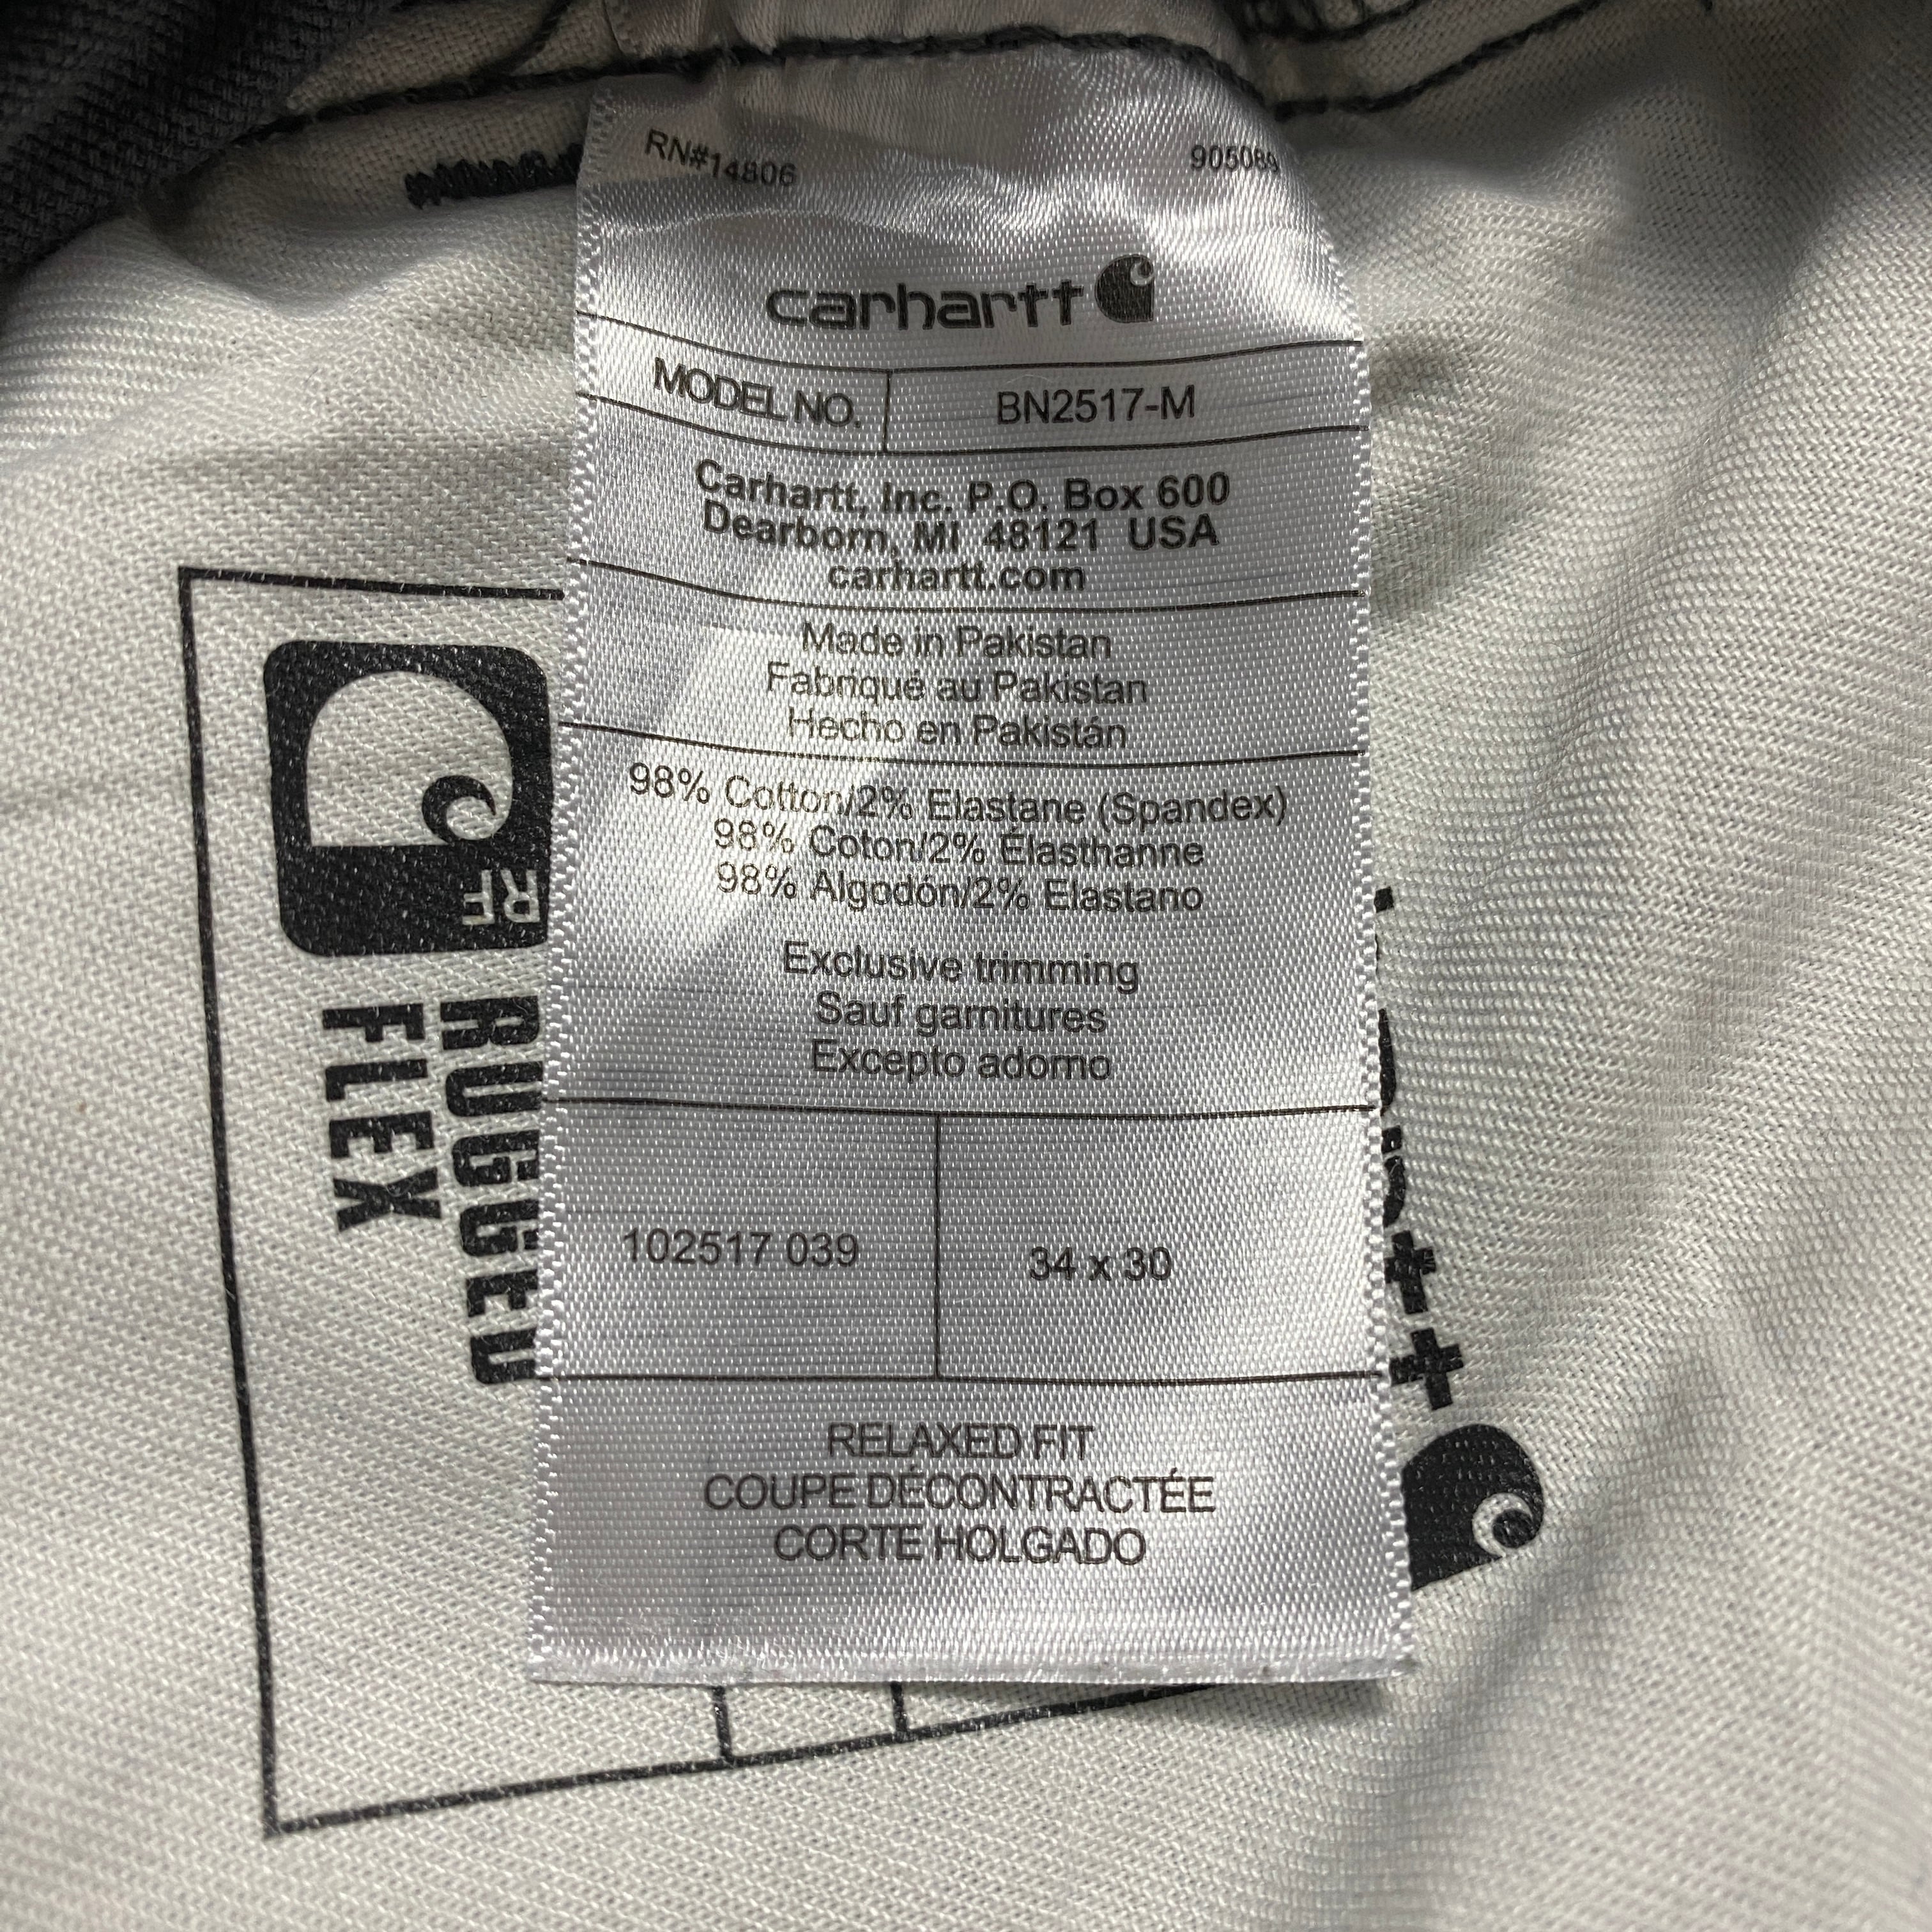 RN#14806
905089
carhartt
MODEL NO.
BN2517-M
Carhartt, Inc. P.O. Box 600
Dearborn, MI 48121 USA
carhartt.com
Made in Pakistan
Fabriqué au Pakistan
Hecho en Pakistán
98% Cotton/2% Elastane (Spandex)
98% Coton/2% Élasthanne
98% Algodón/2% Elastano
Exclusive trimming
Sauf garnitures
Excepto adorno
102517 039
34 x 30
RELAXED FIT
COUPE DÉCONTRACTÉE
CORTE HOLGADO
RF
RUGGED
FLEX